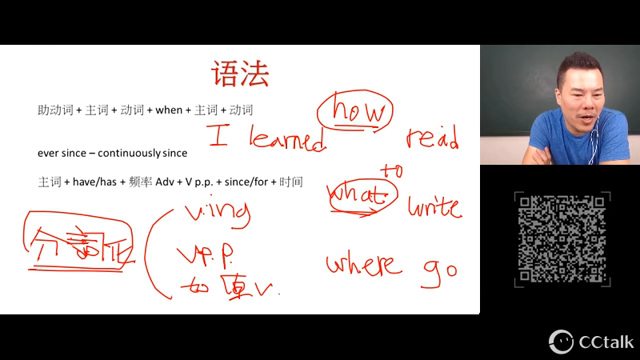 语法
助动词 + 主词 + 动词 + when + 主词 + 动词
how
I learned read
ever since – continuously since
to
主词 + have/has + 频率 Adv + V p.p. + since/for + 时间
what write
v.ing
分词
v.p.p.
where go
to 原v.
CCtalk